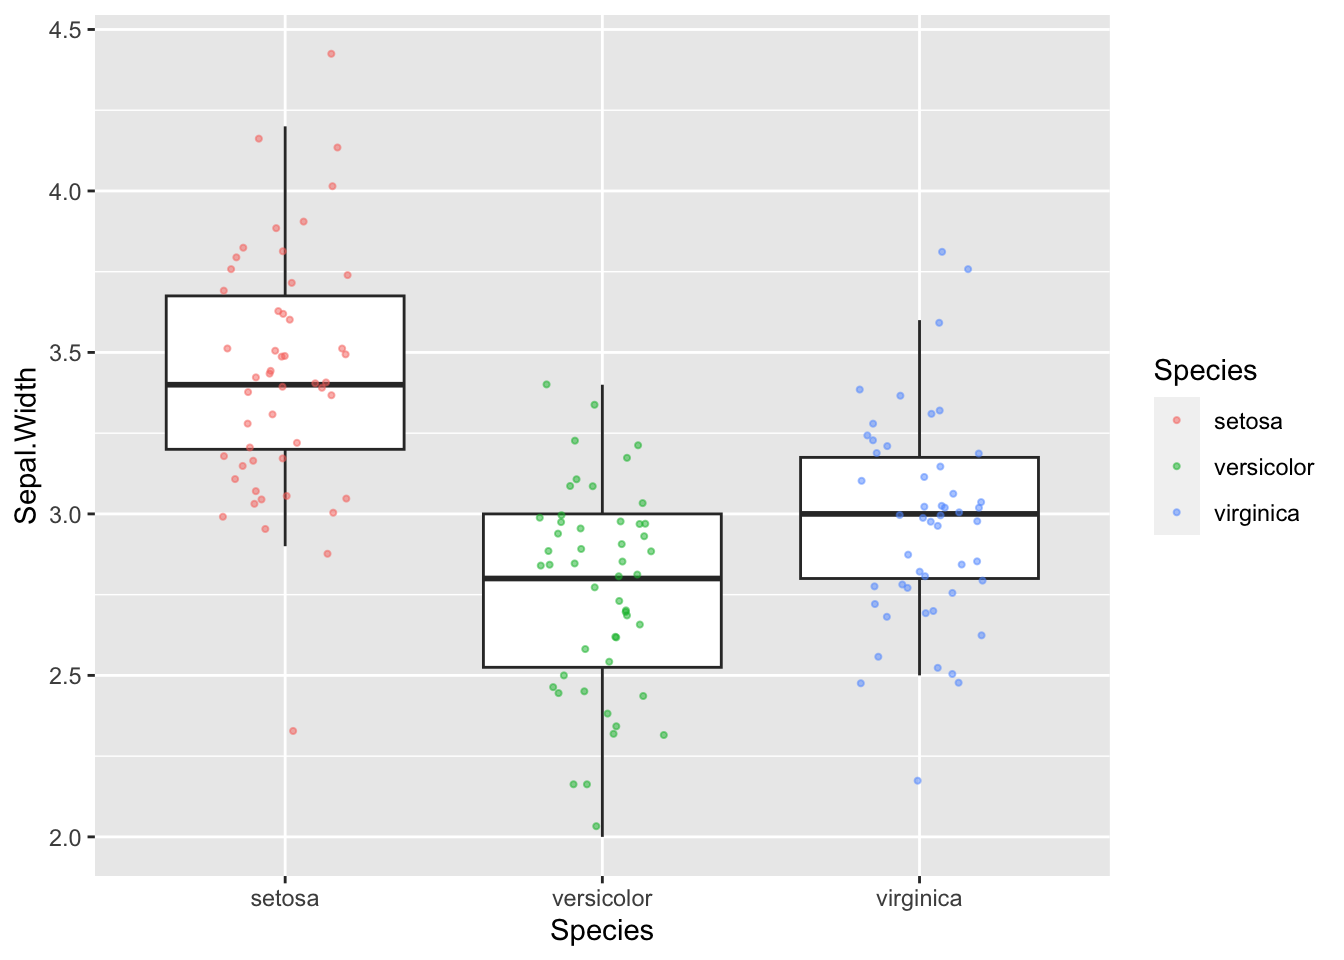 4.5
4.0
3.5
3.0
2.5
2.0
Sepal.Width
setosa
versicolor
virginica
Species
Species
setosa
versicolor
virginica